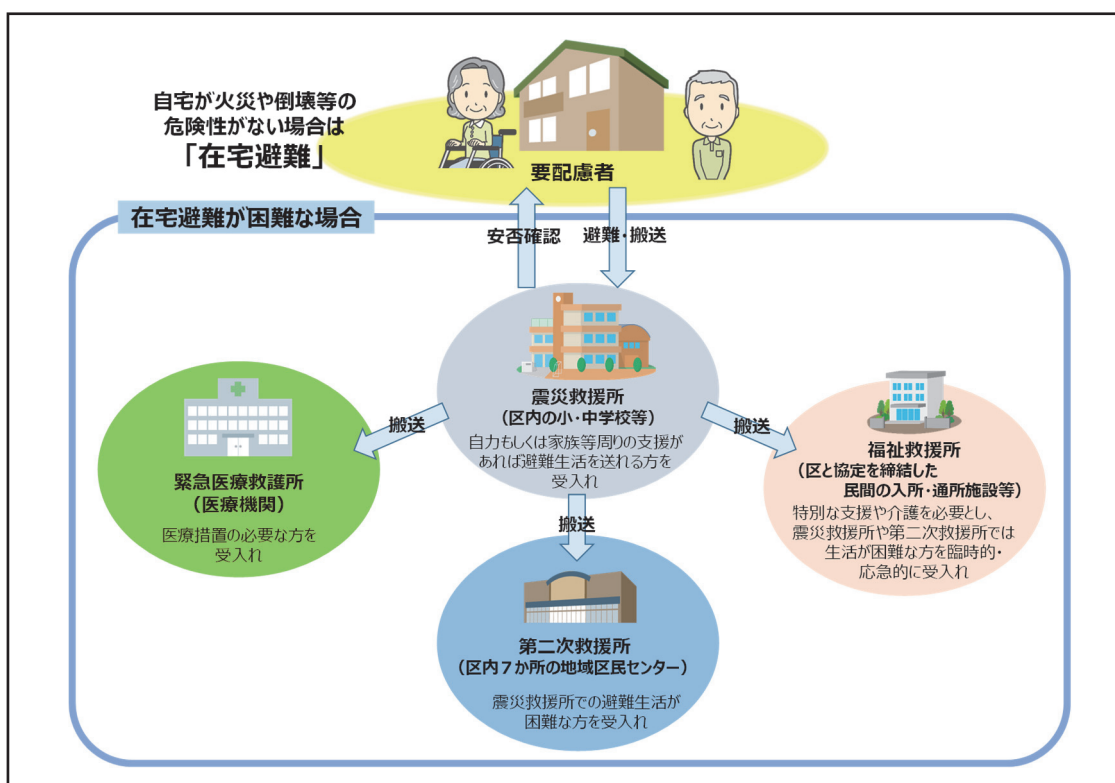 自宅が火災や倒壊等の
危険性がない場合は
「在宅避難」
要配慮者
在宅避難が困難な場合
安否確認
避難・搬送
震災救援所
(区内の小・中学校等)
自力もしくは家族等周りの支援が
あれば避難生活を送れる方を
受入れ
搬送
搬送
搬送
緊急医療救護所
(医療機関)
医療措置の必要な方を
受入れ
福祉救援所
(区と協定を締結した
民間の入所・通所施設等)
特別な支援や介護を必要とし、
震災救援所や第二次救援所では
生活が困難な方を臨時的・
応急的に受入れ
第二次救援所
(区内7か所の地域区民センター)
震災救援所での避難生活が
困難な方を受入れ